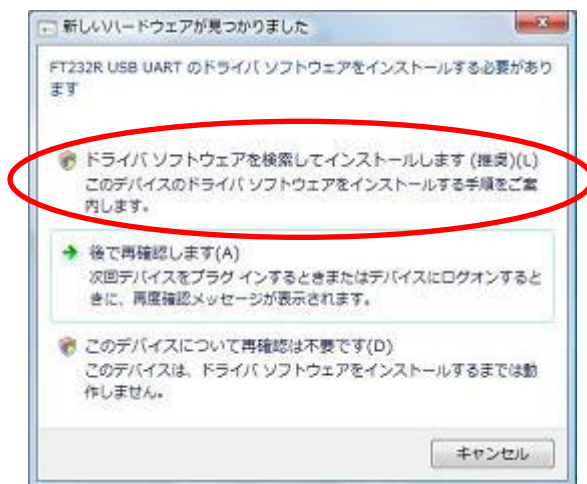 新しいハードウェアが見つかりました
FT232R USB UART のドライバ ソフトウェアをインストールする必要があり
ます
ドライバ ソフトウェアを検索してインストールします (推奨)(L)
このデバイスのドライバ ソフトウェアをインストールする手順をご案
内します。
後で再確認します(A)
次回デバイスをプラグ インするときまたはデバイスにログオンすると
きに、再度確認メッセージが表示されます。
このデバイスについて再確認は不要です(D)
このデバイスは、ドライバ ソフトウェアをインストールするまでは動
作しません。
キャンセル